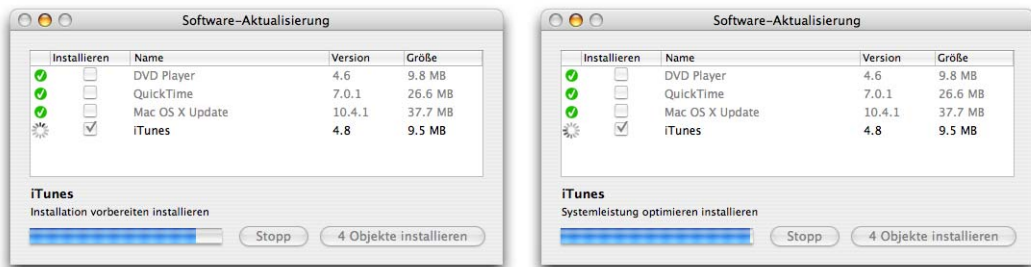 Software-Aktualisierung
Installieren Name Version Größe
DVD Player 4.6 9.8 MB
QuickTime 7.0.1 26.6 MB
Mac OS X Update 10.4.1 37.7 MB
iTunes 4.8 9.5 MB
iTunes
Installation vorbereiten installieren
Stopp 4 Objekte installieren
Software-Aktualisierung
Installieren Name Version Größe
DVD Player 4.6 9.8 MB
QuickTime 7.0.1 26.6 MB
Mac OS X Update 10.4.1 37.7 MB
iTunes 4.8 9.5 MB
iTunes
Systemleistung optimieren installieren
Stopp 4 Objekte installieren